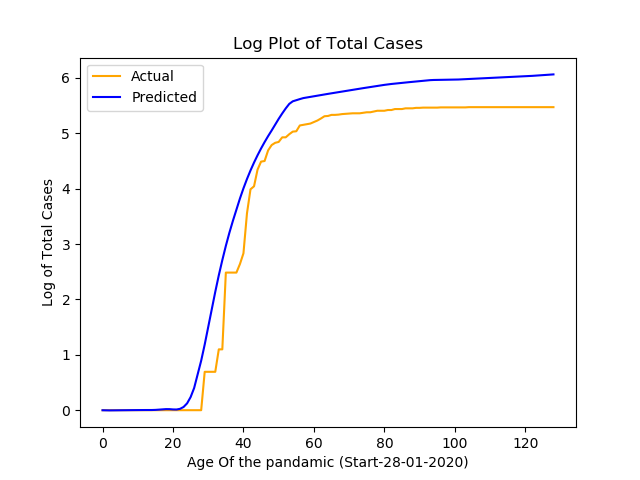 Log Plot of Total Cases
Actual
Predicted
6
5
4
3
2
1
0
Log of Total Cases
0 20 40 60 80 100 120
Age Of the pandamic (Start-28-01-2020)